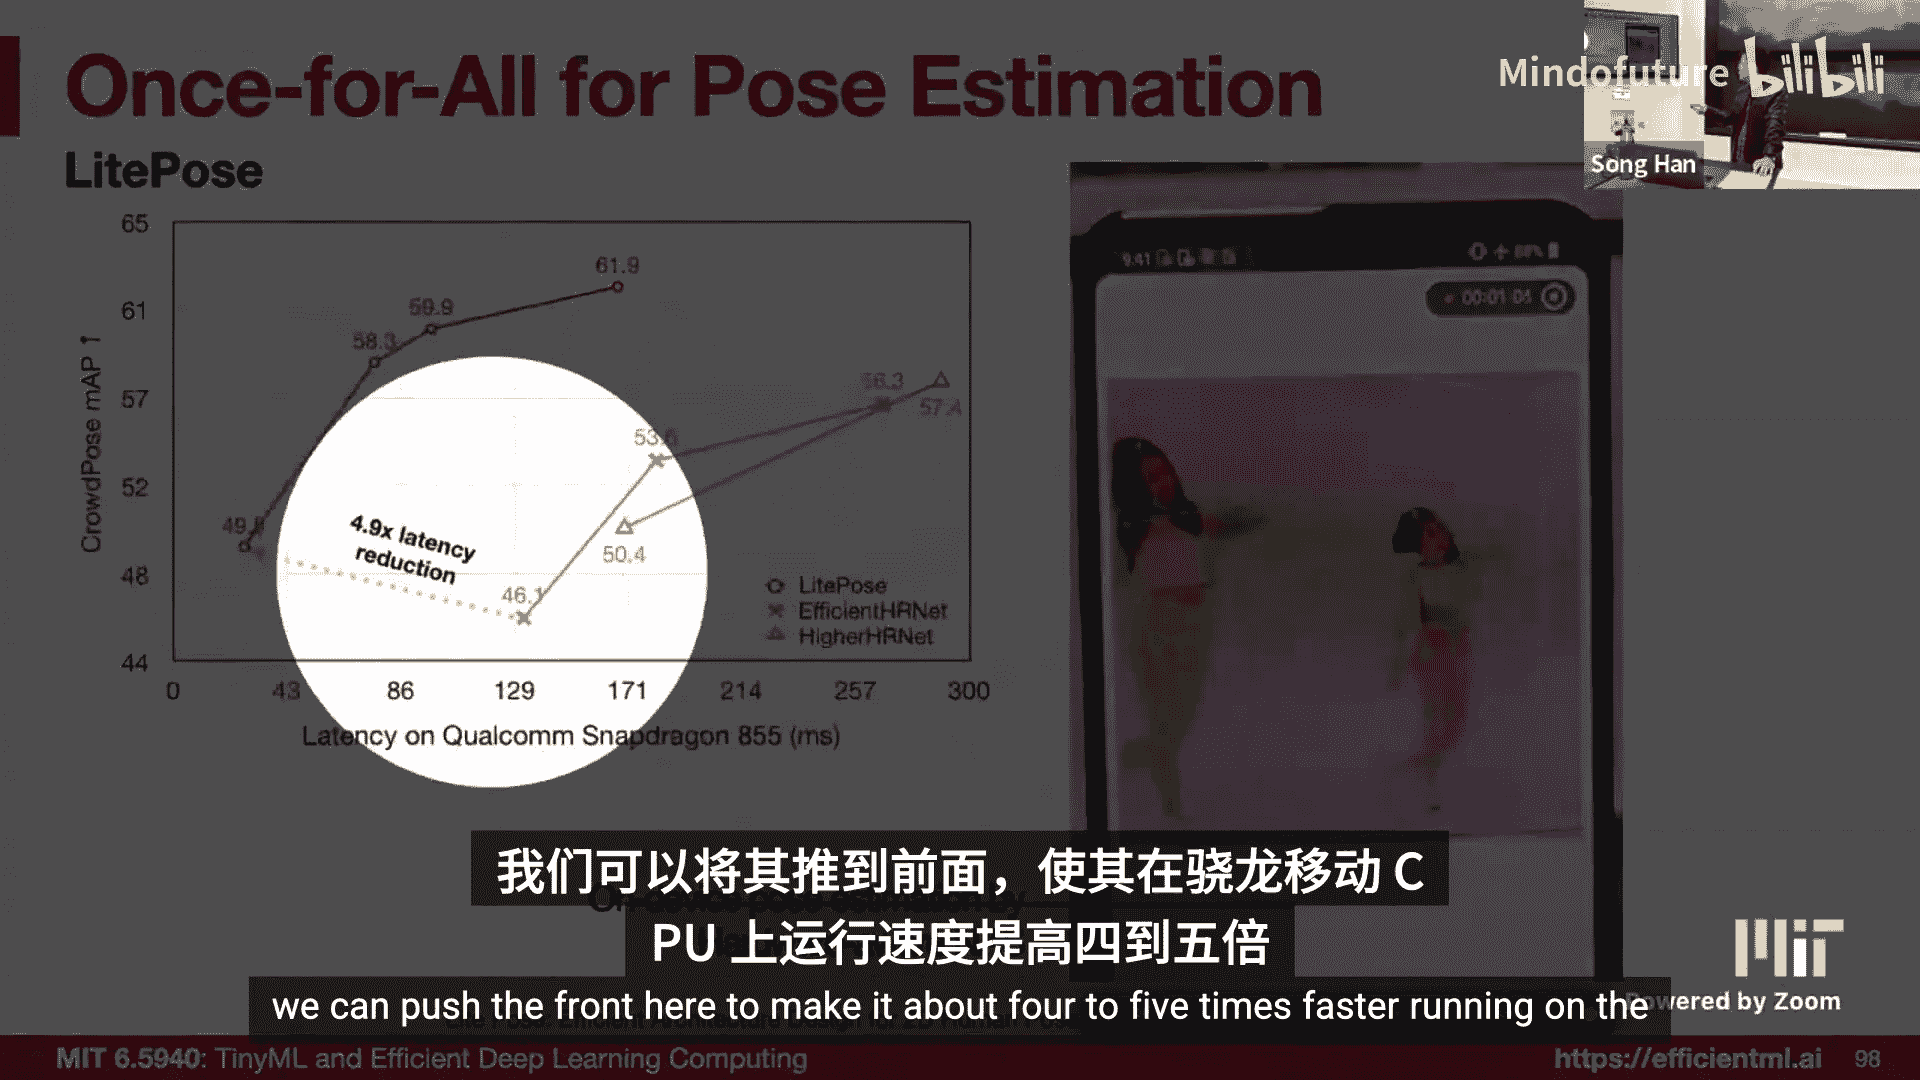 Once-for-All for Pose Estimation
Mindofuture
bilibili
Song Han
LitePose
65
61.9
61
59.9
58.3
CrowdPose mAP ↑
57
56.3
57.4
53.6
52
4.9x latency
reduction
50.4
48
46.1
LitePose
EfficientHRNet
HigherHRNet
44
0 43 86 129 171 214 257 300
Latency on Qualcomm Snapdragon 855 (ms)
9:41
00:01
我们可以将其推到前面，使其在骁龙移动 C
PU 上运行速度提高四到五倍
we can push the front here to make it about four to five times faster running on the
MIT
Powered by Zoom
MIT 6.5940: TinyML and Efficient Deep Learning Computing
https://efficientml.ai 98